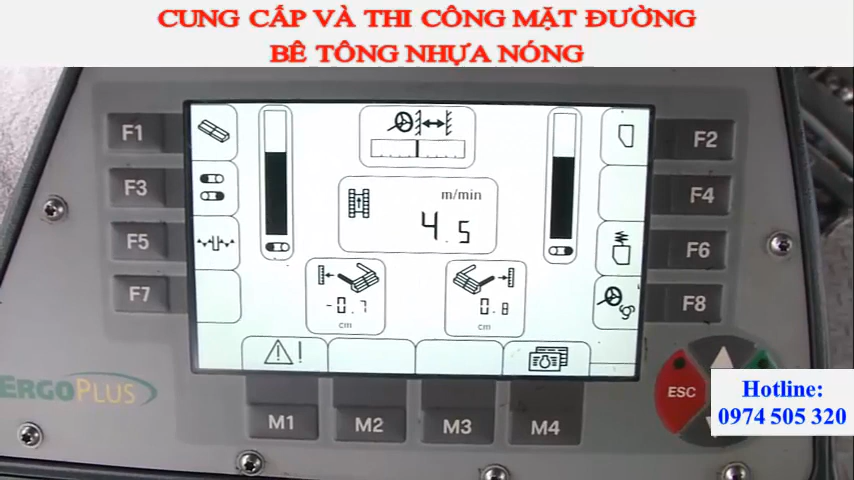 CUNG CẤP VÀ THI CÔNG MẶT ĐƯỜNG
BÊ TÔNG NHỰA NÓNG
F1
F2
F3
m/min
F4
4.5
F5
F6
F7
-0.7
0.8
F8
cm
cm
!
ERGOPLUS
ESC
M1
M2
M3
M4
Hotline:
0974 505 320